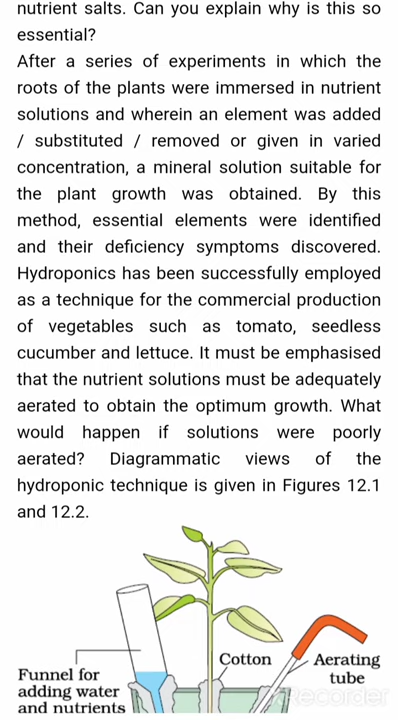 nutrient salts. Can you explain why is this so
essential?
After a series of experiments in which the
roots of the plants were immersed in nutrient
solutions and wherein an element was added
/ substituted / removed or given in varied
concentration, a mineral solution suitable for
the plant growth was obtained. By this
method, essential elements were identified
and their deficiency symptoms discovered.
Hydroponics has been successfully employed
as a technique for the commercial production
of vegetables such as tomato, seedless
cucumber and lettuce. It must be emphasised
that the nutrient solutions must be adequately
aerated to obtain the optimum growth. What
would happen if solutions were poorly
aerated? Diagrammatic views of the
hydroponic technique is given in Figures 12.1
and 12.2.
Cotton
Aerating
tube
Funnel for
adding water
and nutrients
Recorder